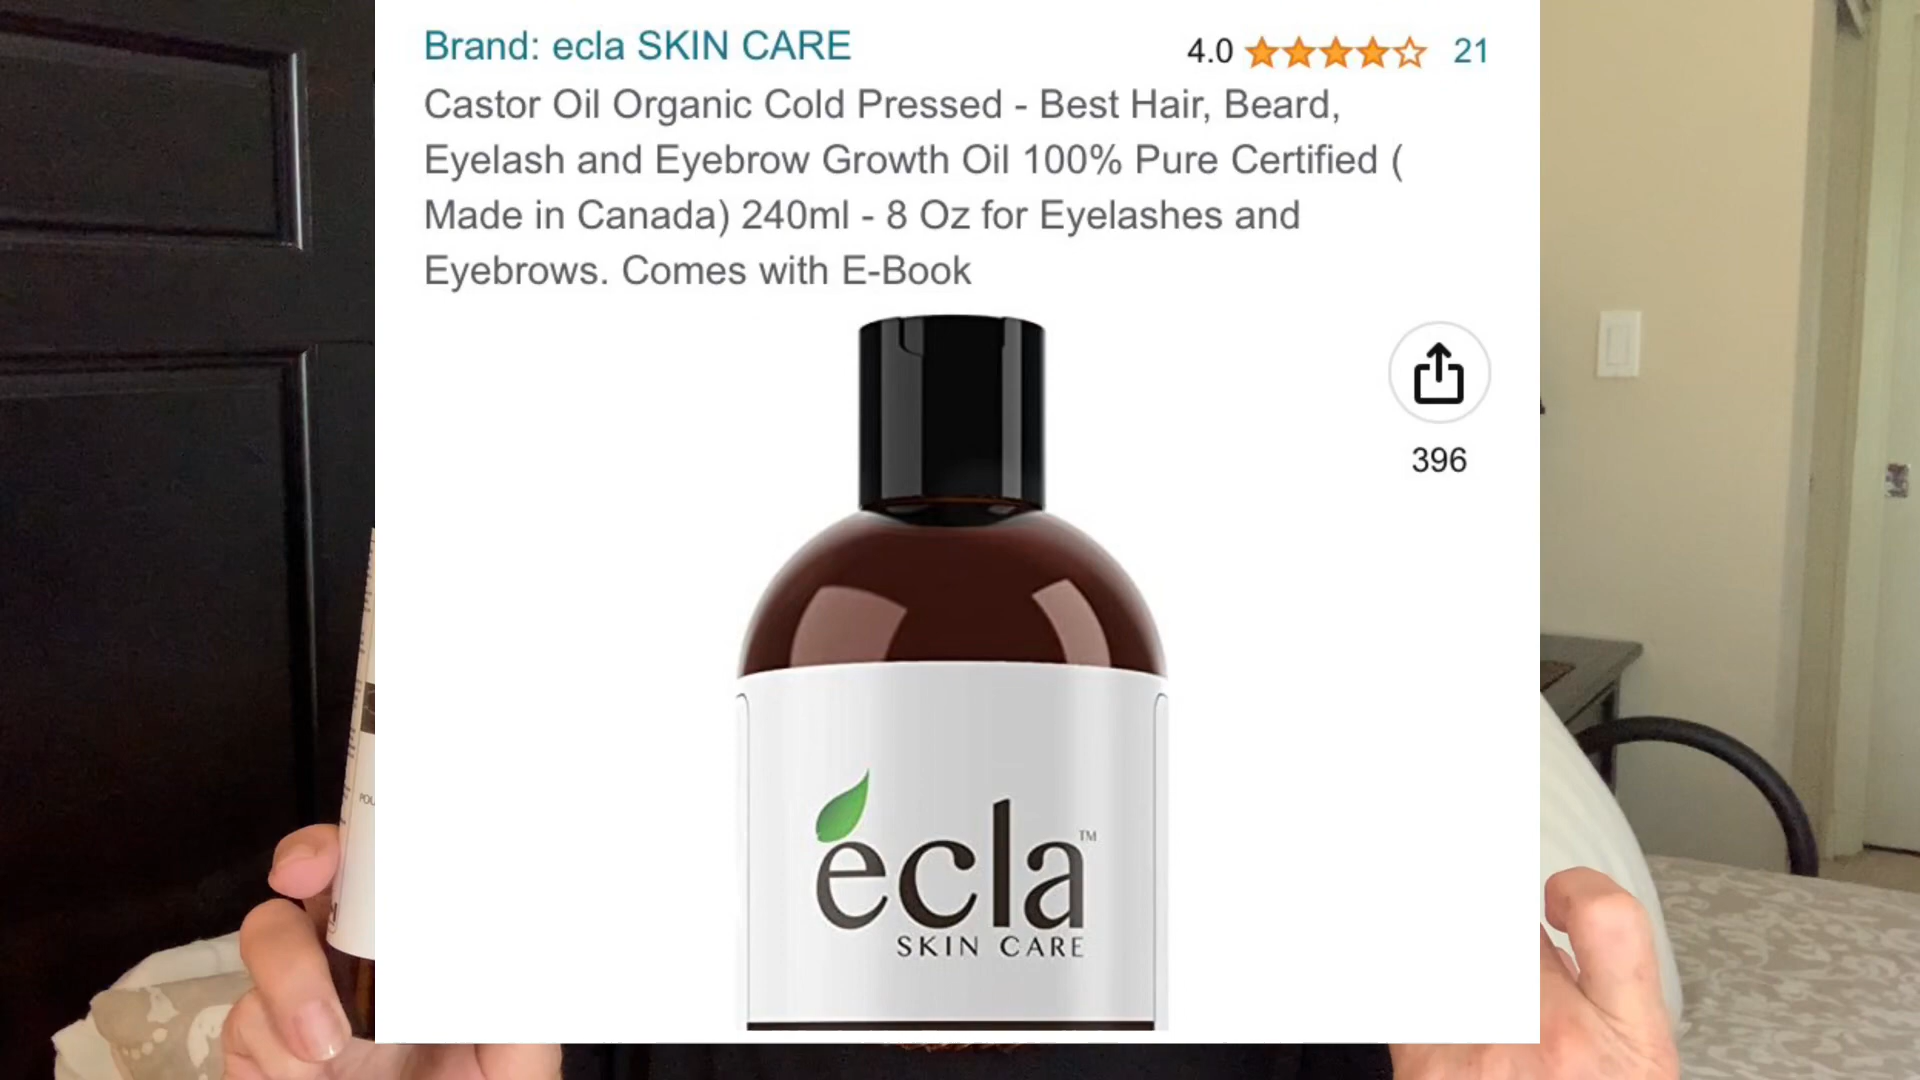 Brand: ecla SKIN CARE
4.0 21
Castor Oil Organic Cold Pressed - Best Hair, Beard,
Eyelash and Eyebrow Growth Oil 100% Pure Certified (
Made in Canada) 240ml - 8 Oz for Eyelashes and
Eyebrows. Comes with E-Book
396
écla™
SKIN CARE